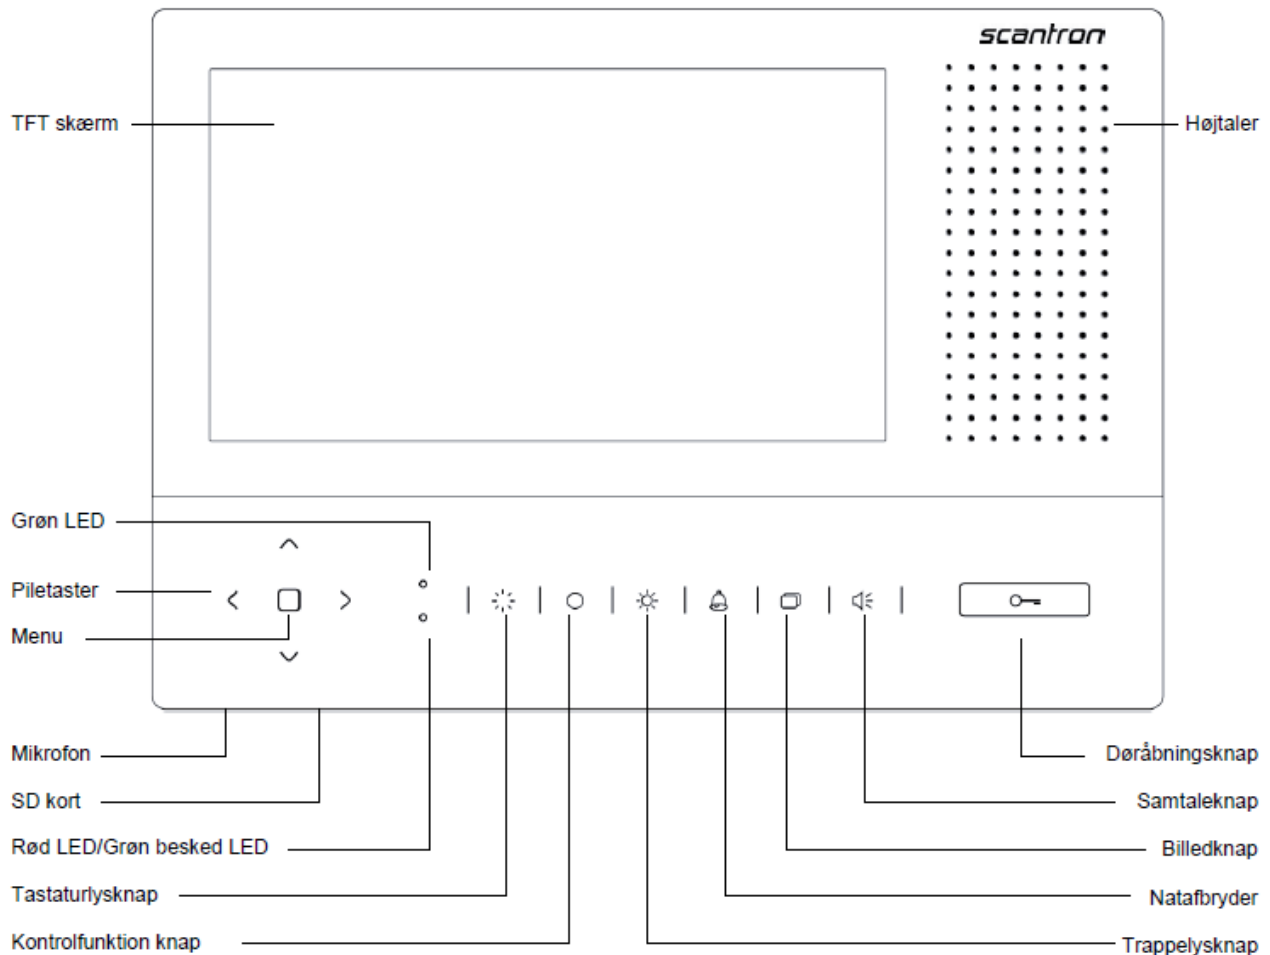 scantron
TFT skærm
Højtaler
Grøn LED
Piletaster
Menu
Mikrofon
SD kort
Rød LED/Grøn besked LED
Tastaturlysknap
Kontrolfunktion knap
Døråbningsknap
Samtaleknap
Billedknap
Natafbryder
Trappelysknap